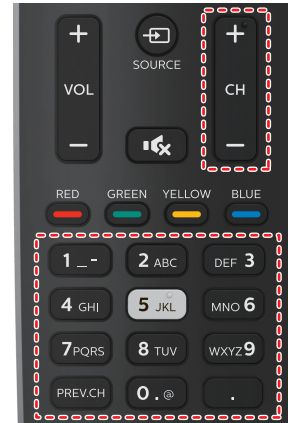 + +
SOURCE
VOL CH
— —
RED GREEN YELLOW BLUE
1 _- 2 ABC DEF 3
4 GHI 5 JKL MNO 6
7PQRS 8 TUV WXYZ9
PREV.CH 0 . @ .